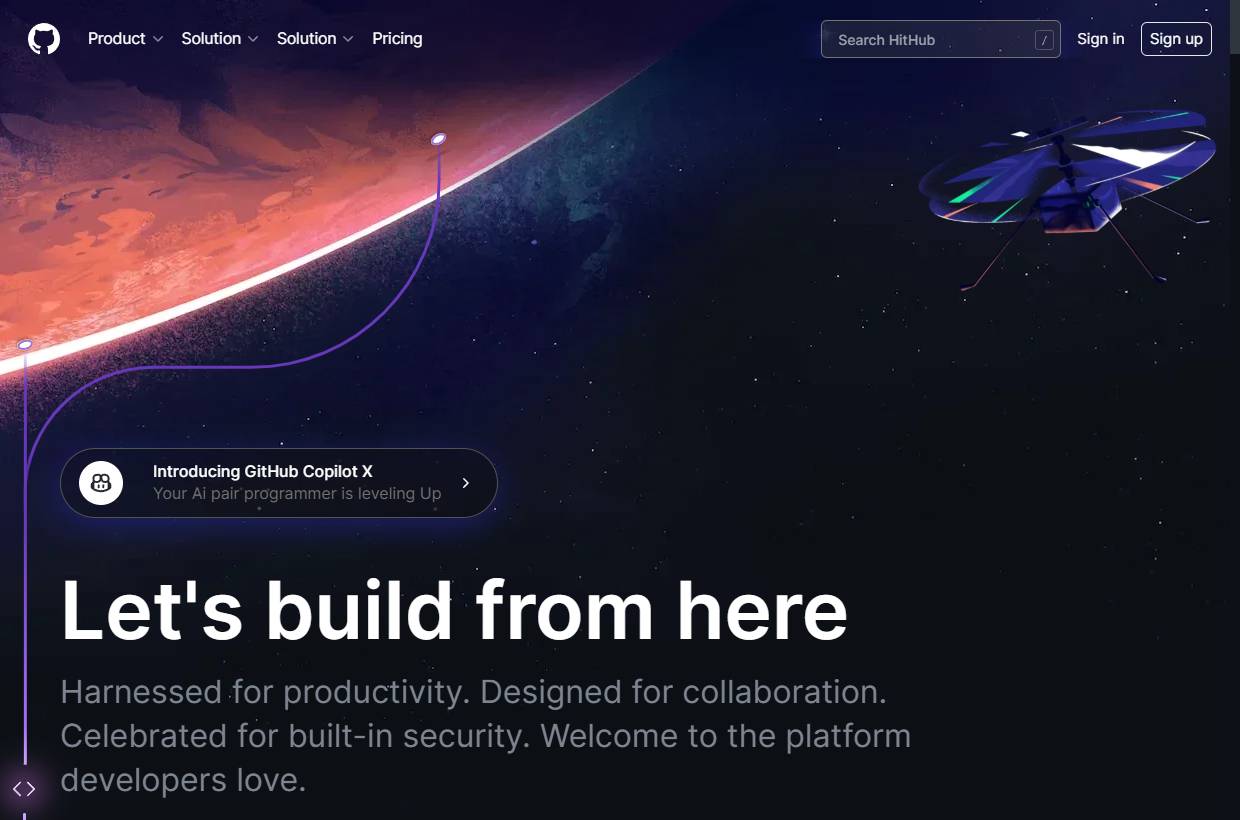 Product
Solution
Solution
Pricing
Search HitHub
/
Sign in
Sign up
Introducing GitHub Copilot X
Your Ai pair programmer is leveling Up
Let's build from here
Harnessed for productivity. Designed for collaboration.
Celebrated for built-in security. Welcome to the platform
developers love.